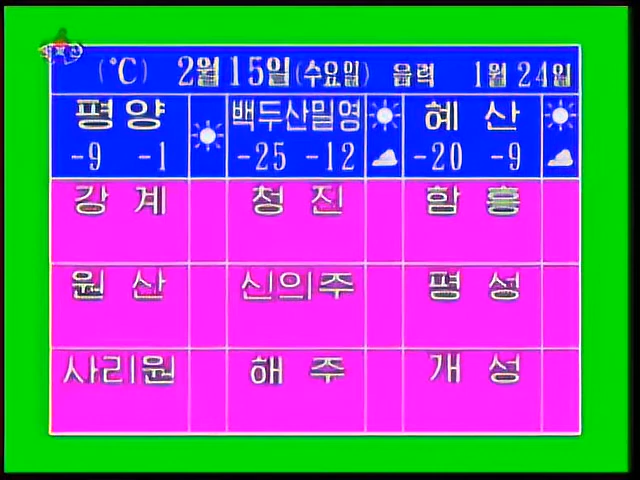 (℃) 2월 15일 (수요일) 음력 1월 24일
평양 백두산밀영 혜산
-9 -1 -25 -12 -20 -9
강계 청진 함흥
원산 신의주 평성
사리원 해주 개성